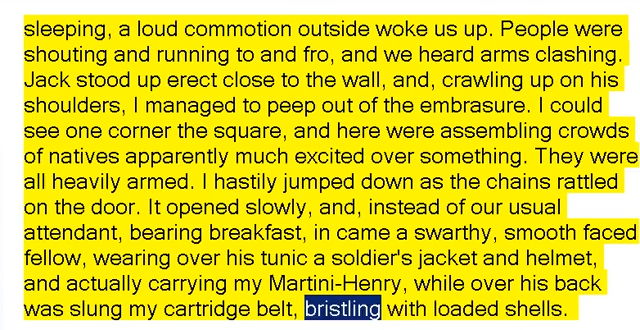 sleeping, a loud commotion outside woke us up. People were
shouting and running to and fro, and we heard arms clashing.
Jack stood up erect close to the wall, and, crawling up on his
shoulders, I managed to peep out of the embrasure. I could
see one corner the square, and here were assembling crowds
of natives apparently much excited over something. They were
all heavily armed. I hastily jumped down as the chains rattled
on the door. It opened slowly, and, instead of our usual
attendant, bearing breakfast, in came a swarthy, smooth faced
fellow, wearing over his tunic a soldier's jacket and helmet,
and actually carrying my Martini-Henry, while over his back
was slung my cartridge belt, bristling with loaded shells.